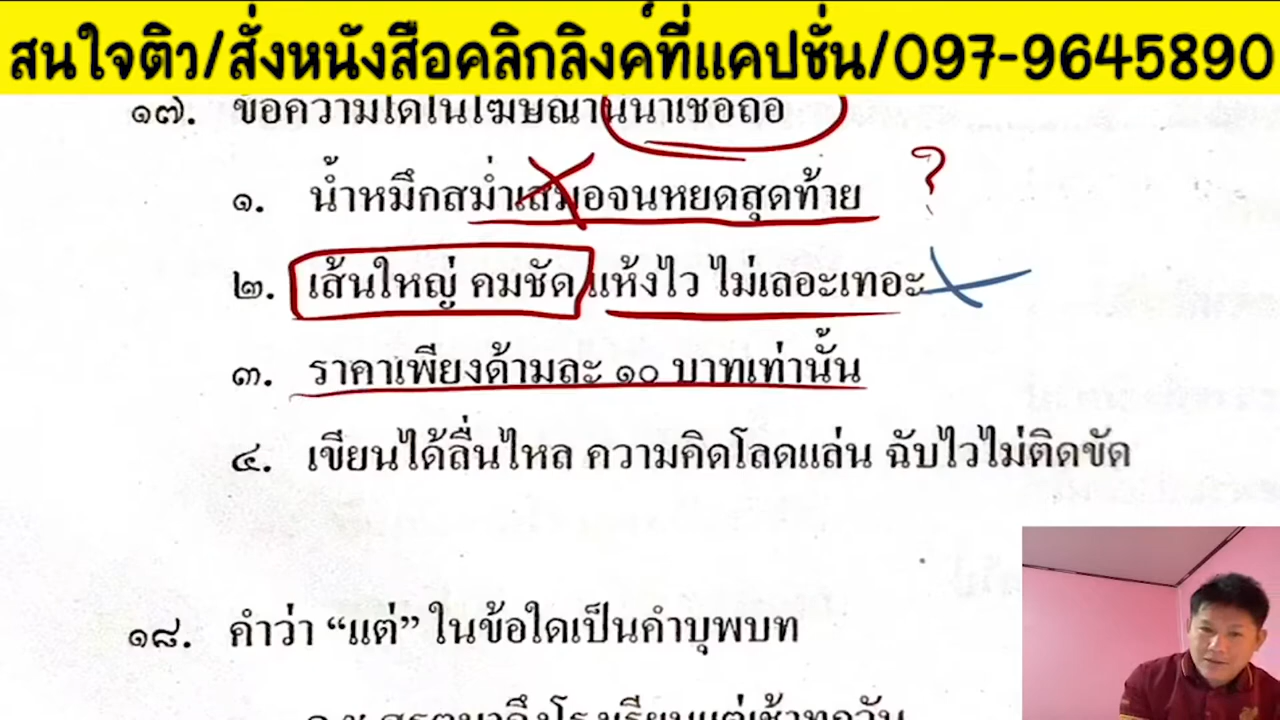 สนใจติว/สั่งหนังสือคลิกลิงค์ที่แคปชั่น/097-9645890
๑๗. ข้อความใดในโฆษณานี้น่าเชื่อถือ
๑. น้ำหมึกสม่ำเสมอจนหยดสุดท้าย ?
๒. เส้นใหญ่ คมชัด แห้งไว ไม่เลอะเทอะ
๓. ราคาเพียงด้ามละ ๑๐ บาทเท่านั้น
๔. เขียนได้ลื่นไหล ความคิดโลดแล่น ฉับไวไม่ติดขัด
๑๘. คำว่า “แต่” ในข้อใดเป็นคำบุพบท